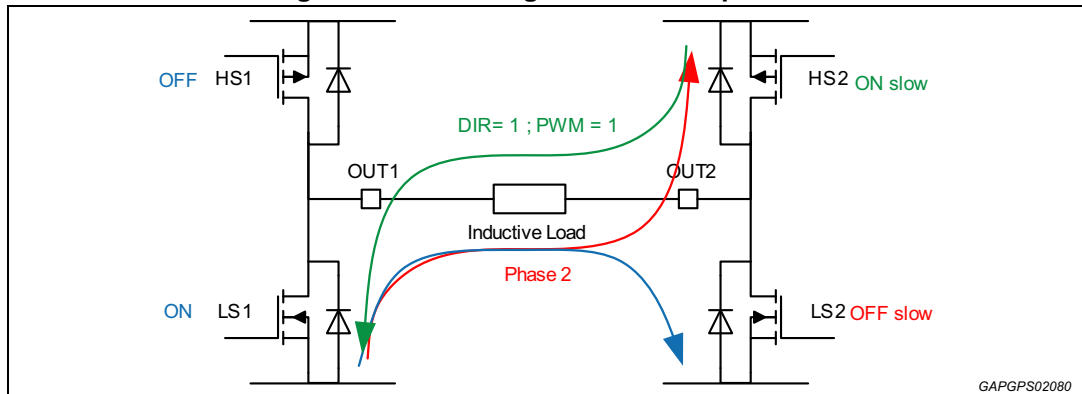 OFF HS1
HS2 ON slow
DIR= 1 ; PWM = 1
OUT1
OUT2
Inductive Load
Phase 2
ON LS1
LS2 OFF slow
GAPGPS02080